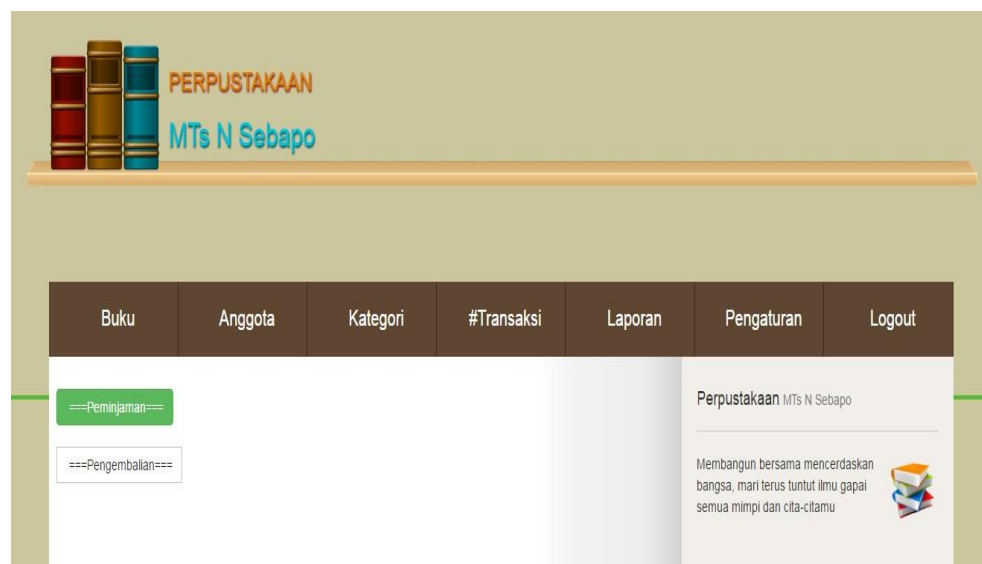 PERPUSTAKAAN
MTs N Sebapo
Buku
Anggota
Kategori
#Transaksi
Laporan
Pengaturan
Logout
===Peminjaman===
===Pengembalian===
Perpustakaan MTs N Sebapo
Membangun bersama mencerdaskan
bangsa, mari terus tuntut ilmu gapai
semua mimpi dan cita-citamu